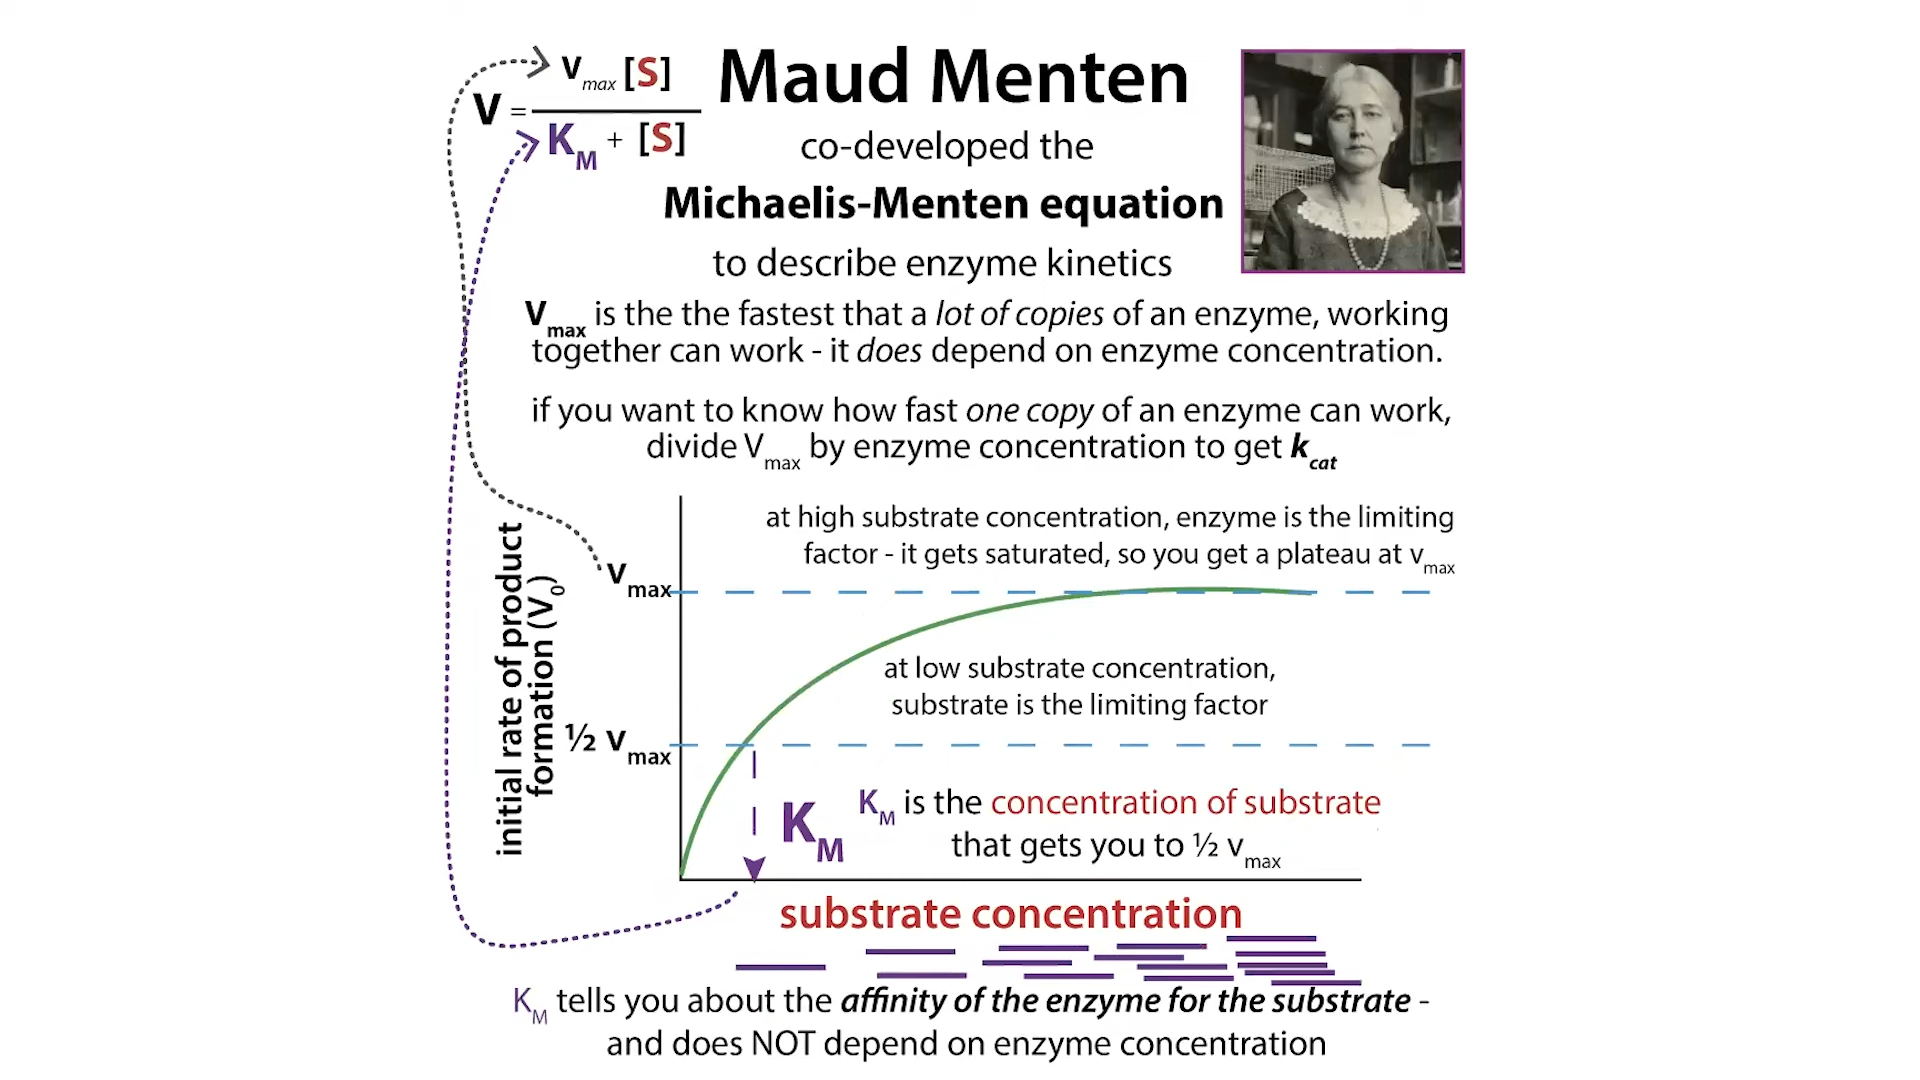 V = Vmax [S]
KM + [S]
Maud Menten
co-developed the
Michaelis-Menten equation
to describe enzyme kinetics
Vmax is the the fastest that a lot of copies of an enzyme, working
together can work - it does depend on enzyme concentration.
if you want to know how fast one copy of an enzyme can work,
divide Vmax by enzyme concentration to get kcat
at high substrate concentration, enzyme is the limiting
factor - it gets saturated, so you get a plateau at vmax
initial rate of product
formation (V0)
Vmax
at low substrate concentration,
substrate is the limiting factor
½ Vmax
KM
KM is the concentration of substrate
that gets you to ½ vmax
substrate concentration
KM tells you about the affinity of the enzyme for the substrate -
and does NOT depend on enzyme concentration